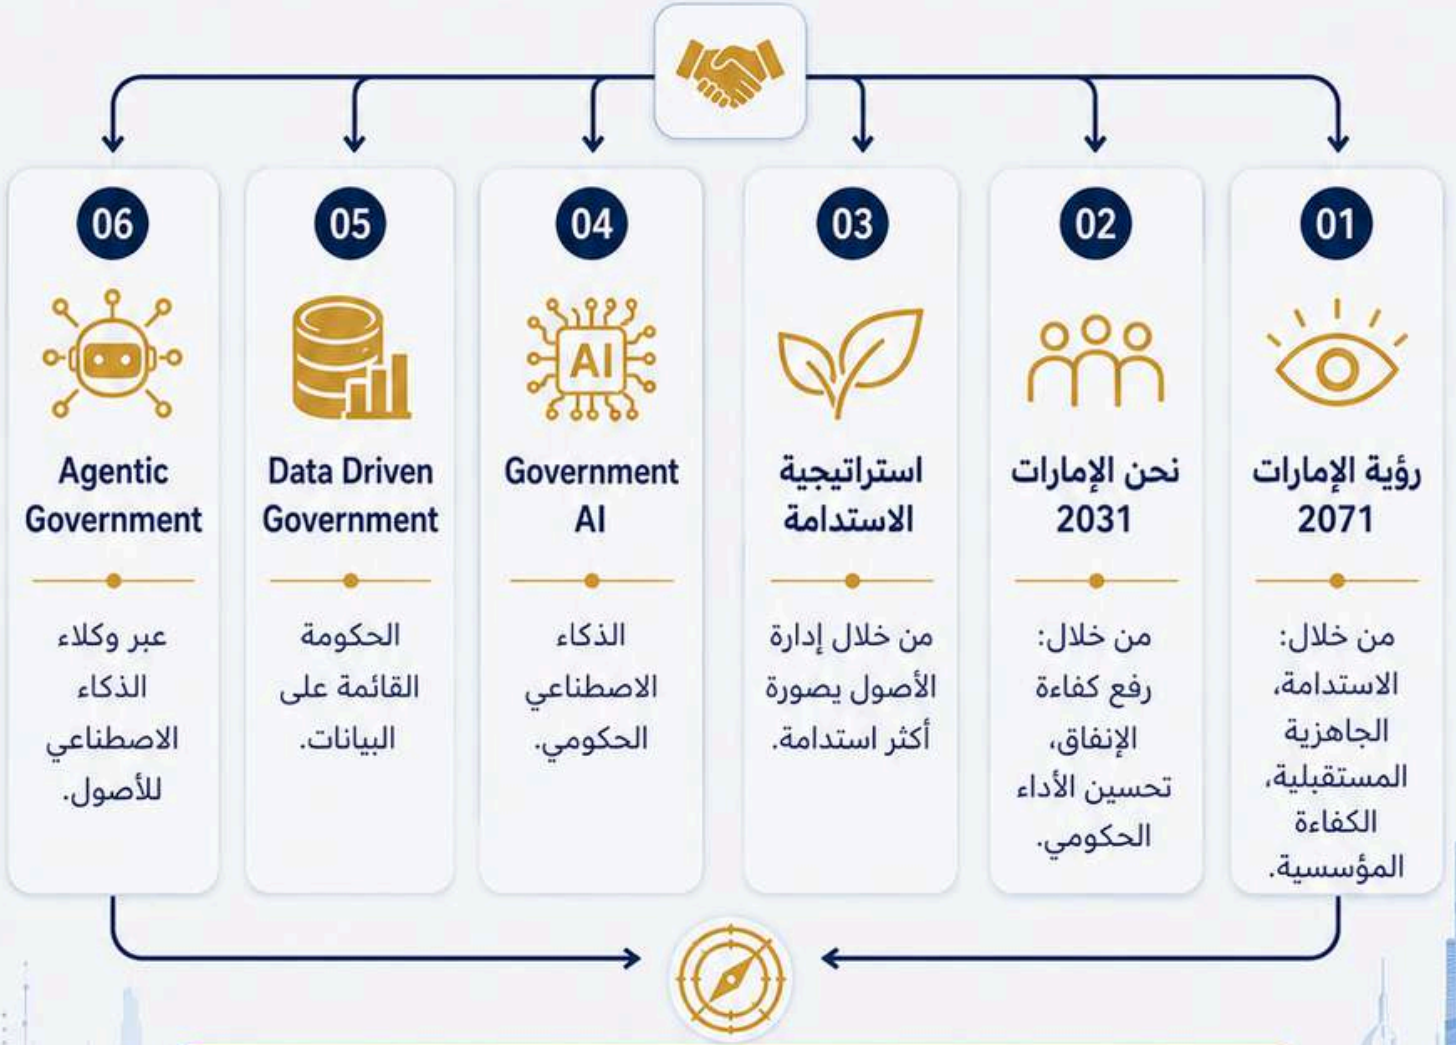 01
رؤية الإمارات
2071
من خلال:
الاستدامة،
الجاهزية
المستقبلية،
الكفاءة
المؤسسية.
02
نحن الإمارات
2031
من خلال:
رفع كفاءة
الإنفاق،
تحسين الأداء
الحكومي.
03
استراتيجية
الاستدامة
من خلال إدارة
الأصول يصورة
أكثر استدامة.
04
AI
Government
AI
الذكاء
الاصطناعي
الحكومي.
05
Data Driven
Government
الحكومة
القائمة على
البيانات.
06
Agentic
Government
عبر وكلاء
الذكاء
الاصطناعي
للأصول.